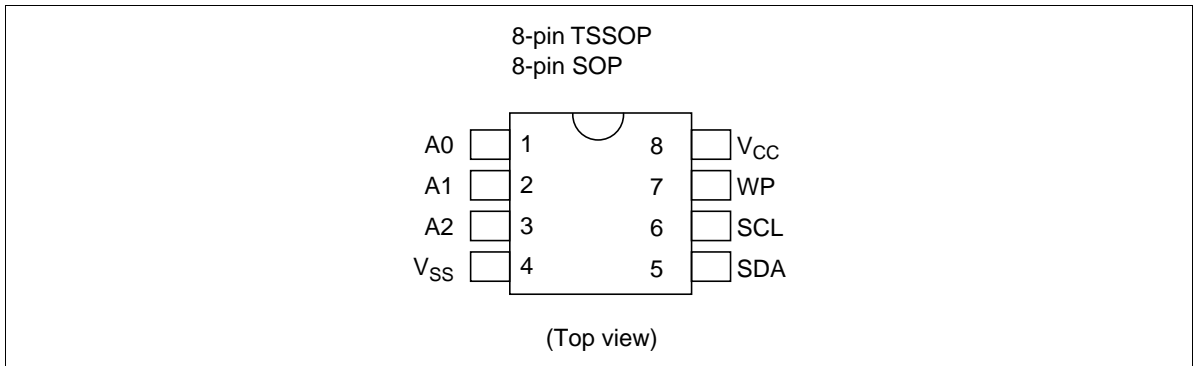 8-pin TSSOP
8-pin SOP
A0 1 8 VCC
A1 2 7 WP
A2 3 6 SCL
VSS 4 5 SDA
(Top view)